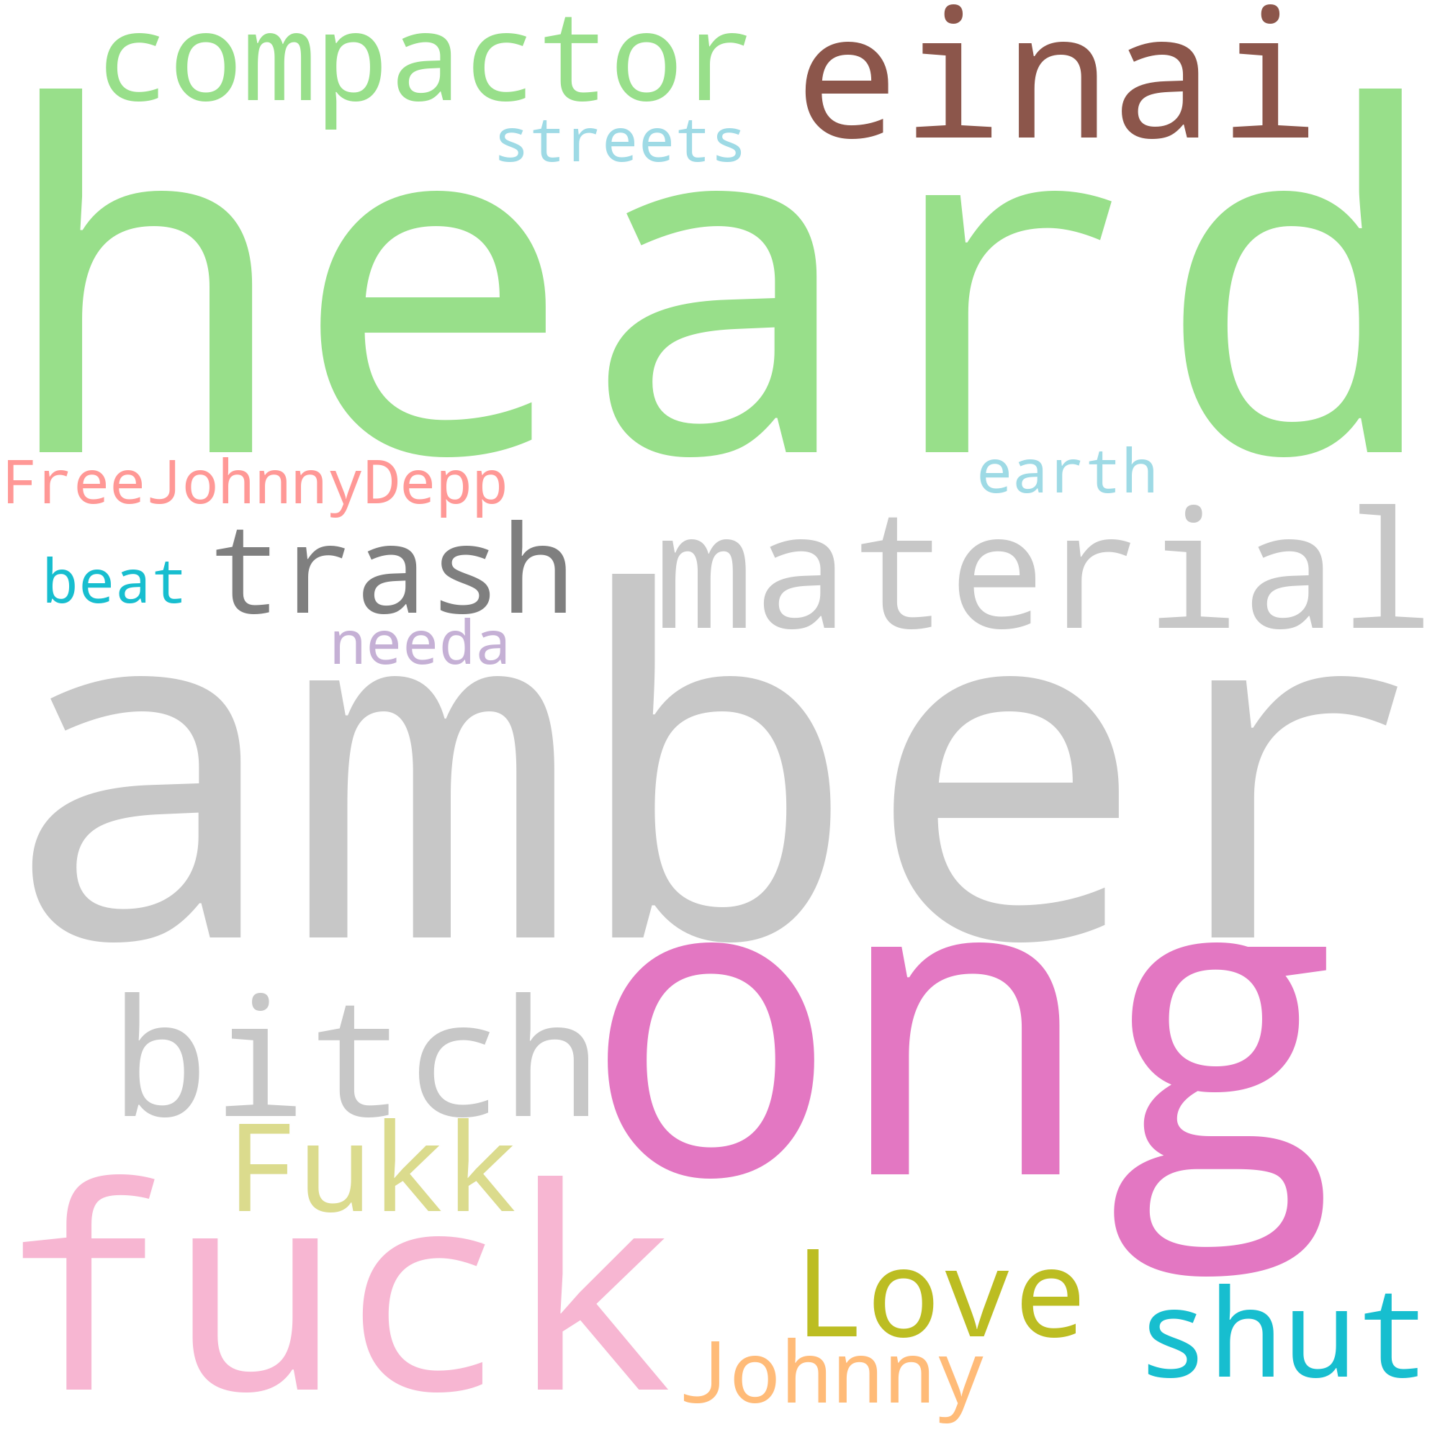 compactor einai
streets
heard
FreeJohnnyDepp earth
beat trash material
needa
amber
ong
bitch
Fukk
fuck
Love shut
Johnny